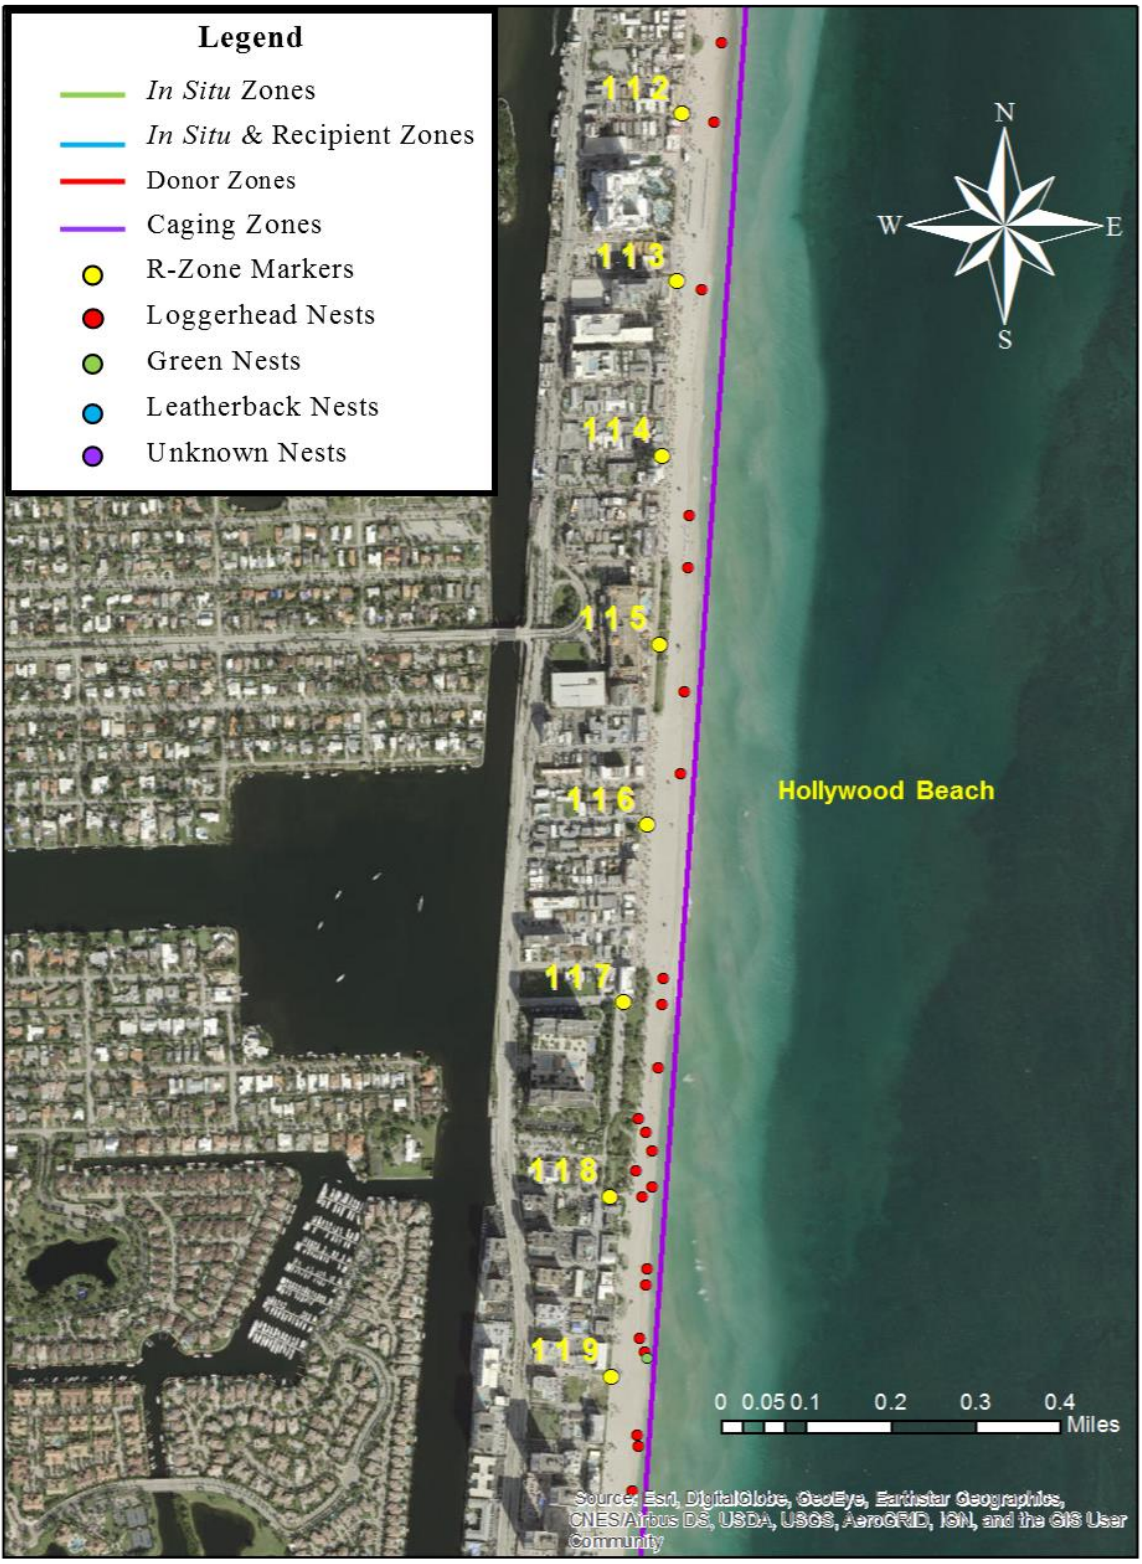 Legend
In Situ Zones
In Situ & Recipient Zones
Donor Zones
Caging Zones
R-Zone Markers
Loggerhead Nests
Green Nests
Leatherback Nests
Unknown Nests
112
N
W
E
S
113
114
115
Hollywood Beach
116
117
118
119
0 0.05 0.1 0.2 0.3 0.4
Miles
Source: Esri, DigitalGlobe, GeoEye, Earthstar Geographics,
CNES/Airbus DS, USDA, USGS, AeroGRID, IGN, and the GIS User
Community